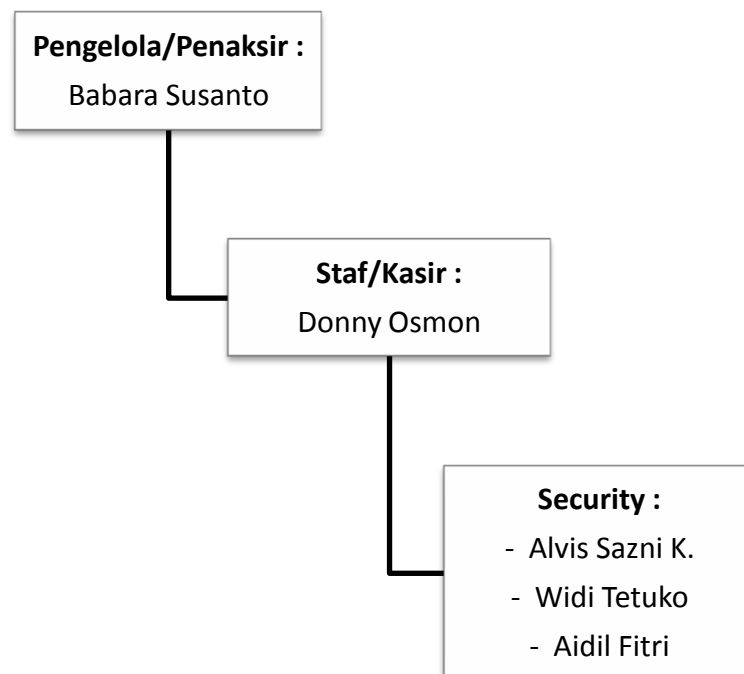 Pengelola/Penaksir :
Babara Susanto
Staf/Kasir :
Donny Osmon
Security :
- Alvis Sazni K.
- Widi Tetuko
- Aidil Fitri